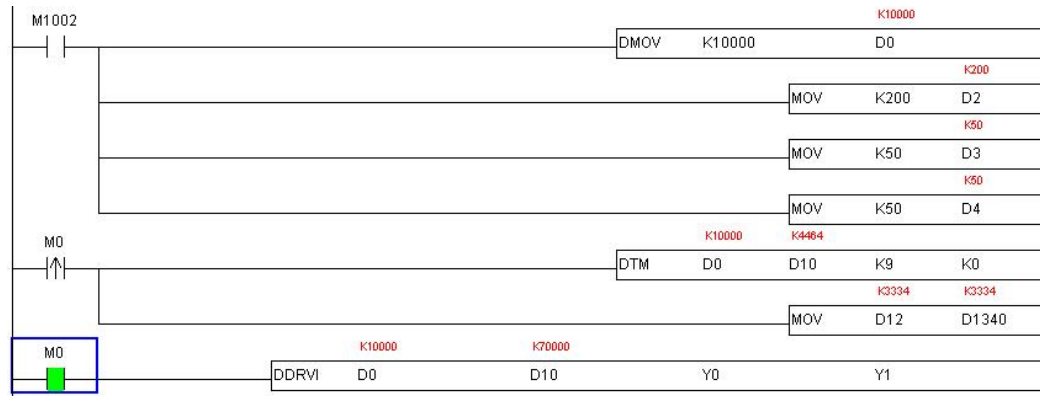 M1002
K10000
DMOV K10000 D0
K200
MOV K200 D2
K50
MOV K50 D3
K50
MOV K50 D4
M0
K10000 K4464
DTM D0 D10 K9 K0
K3334 K3334
MOV D12 D1340
M0
K10000 K70000
DDRVI D0 D10 Y0 Y1